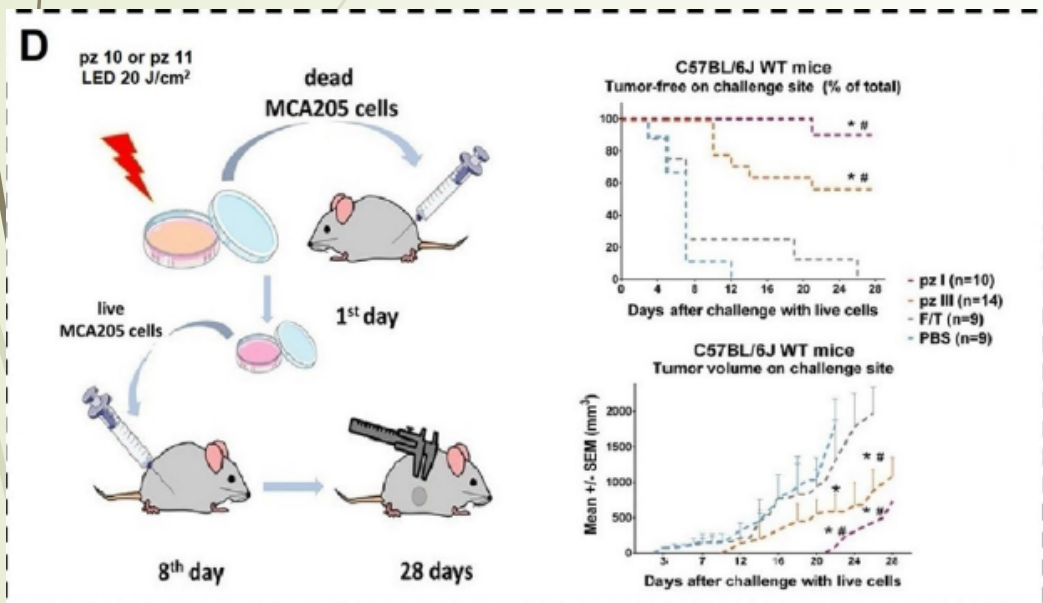 D
pz 10 or pz 11
LED 20 J/cm²
dead
MCA205 cells
1st day
live
MCA205 cells
8th day
28 days
C57BL/6J WT mice
Tumor-free on challenge site (% of total)
100
80
60
40
20
0
* #
* #
0 4 8 12 16 20 24 28
Days after challenge with live cells
pz I (n=10)
pz III (n=14)
F/T (n=9)
PBS (n=9)
C57BL/6J WT mice
Tumor volume on challenge site
Mean +/- SEM (mm³)
2000
1500
1000
500
0
* #
*
* #
* #
3 7 12 16 20 24 28
Days after challenge with live cells